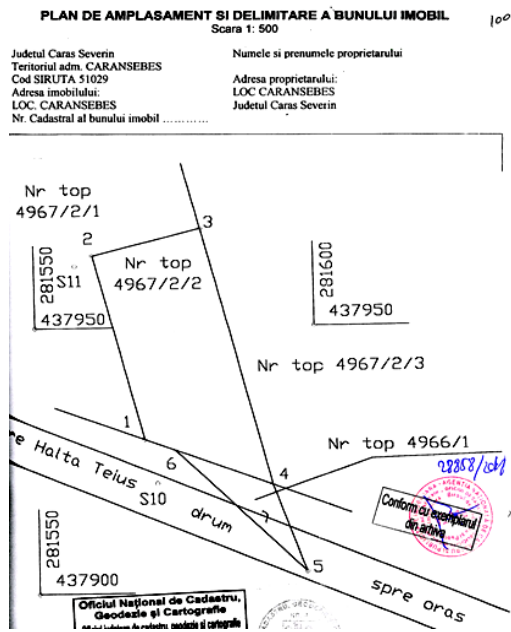 PLAN DE AMPLASAMENT SI DELIMITARE A BUNULUI IMOBIL
100
Scara 1: 500
Judetul Caras Severin
Teritoriul adm. CARANSEBES
Cod SIRUTA 51029
Adresa imobilului:
LOC. CARANSEBES
Nr. Cadastral al bunului imobil ............
Numele si prenumele proprietarului
Adresa proprietarului:
LOC CARANSEBES
Judetul Caras Severin
Nr top
4967/2/1
3
2
Nr top
4967/2/2
281550
S11
437950
281600
437950
Nr top 4967/2/3
1
6
4
Nr top 4966/1
re Halta Teius
S10
drum
7
Conform cu exemplarul
din arhiva
281550
437900
5
spre oras
Oficiul National de Cadastru,
Geodezie şi Cartografie